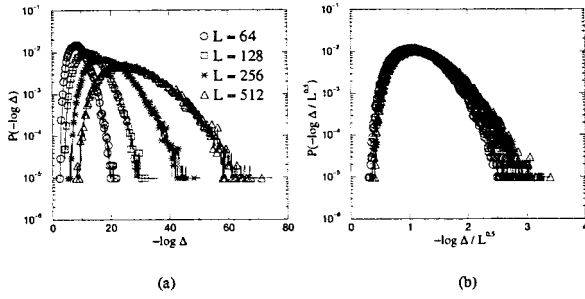 (a)
○ L = 64
□ L = 128
* L = 256
△ L = 512
P(−log Δ)
10⁰
10⁻¹
10⁻²
10⁻³
10⁻⁴
10⁻⁵
10⁻⁶
0 20 40 60 80
−log Δ
(a)
(b)
P(−log Δ / L^0.5)
10⁰
10⁻¹
10⁻²
10⁻³
10⁻⁴
10⁻⁵
10⁻⁶
0 1 2 3 4
−log Δ / L^0.5
(b)